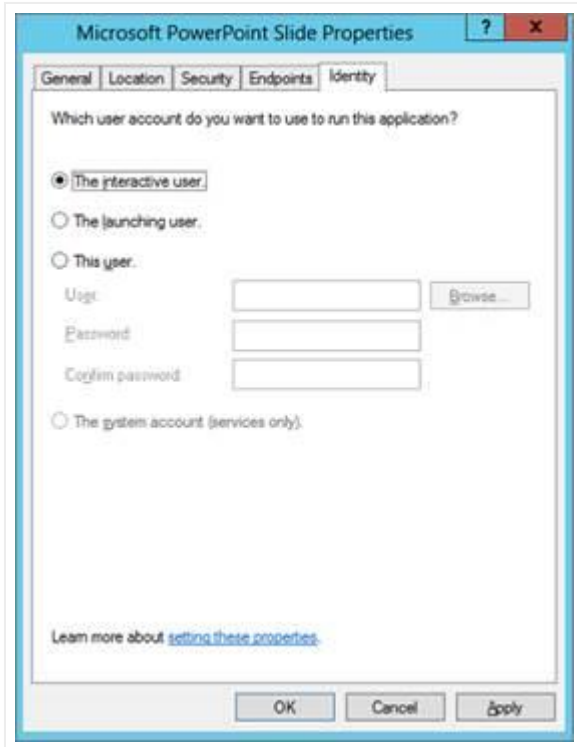 Microsoft PowerPoint Slide Properties
? x
General Location Security Endpoints Identity
Which user account do you want to use to run this application?
The interactive user.
The launching user.
This user.
User:
Browse...
Password:
Confirm password:
The system account (services only).
Learn more about setting these properties.
OK Cancel Apply